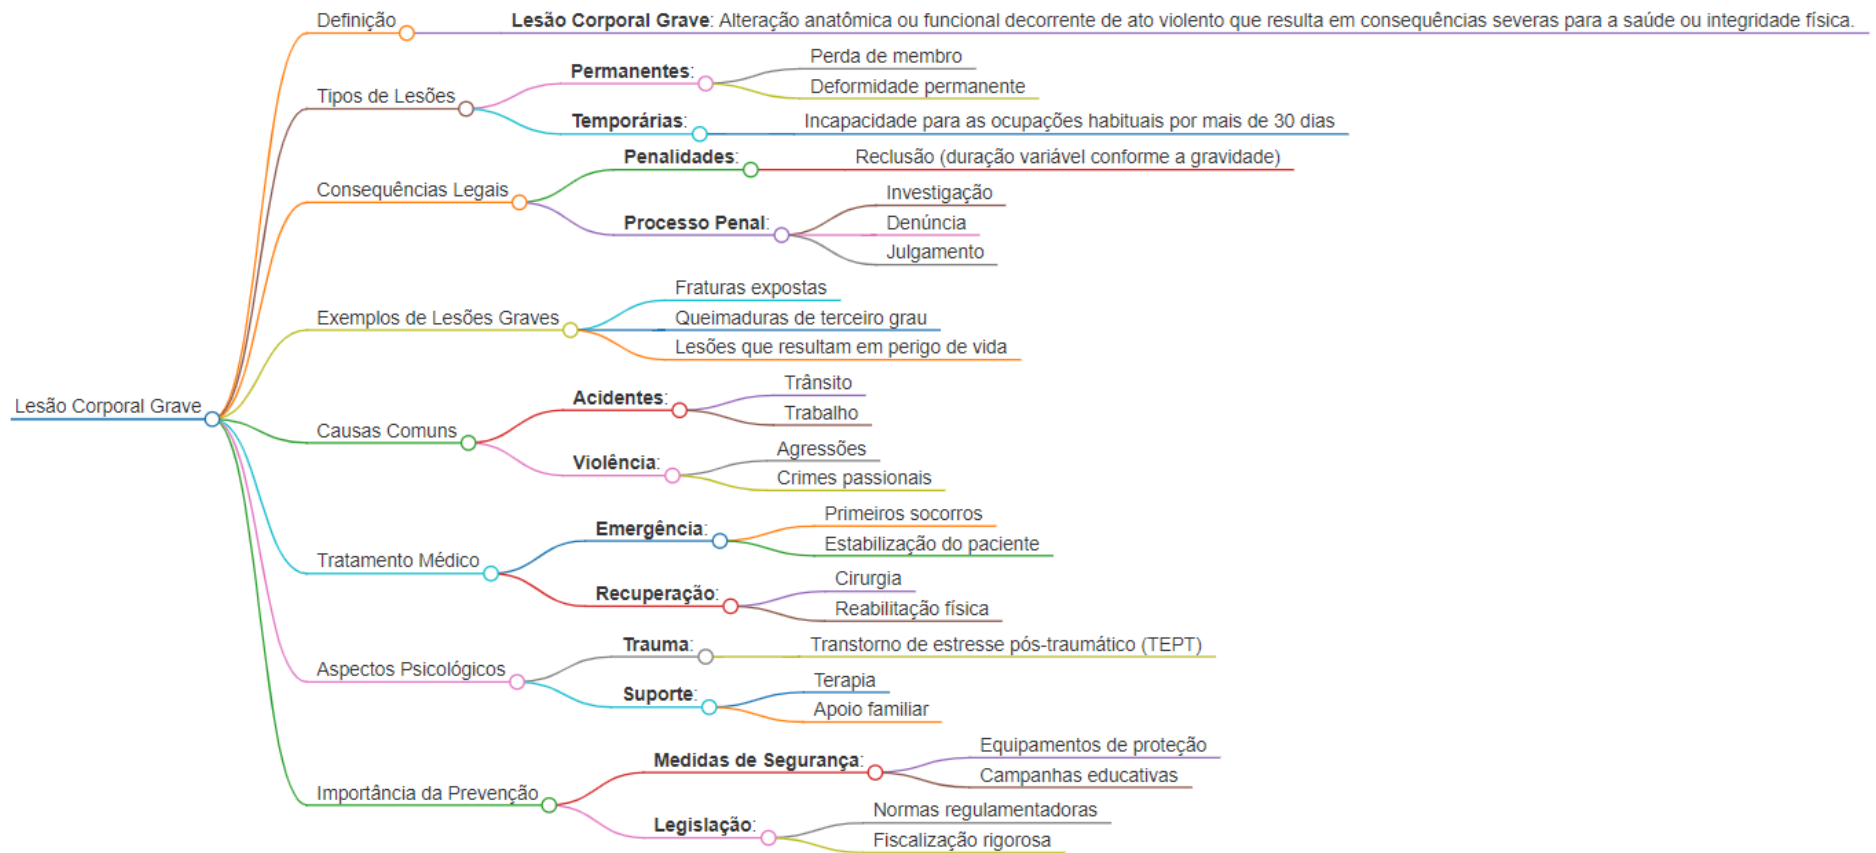 Lesão Corporal Grave
Definição
Lesão Corporal Grave: Alteração anatômica ou funcional decorrente de ato violento que resulta em consequências severas para a saúde ou integridade física.
Tipos de Lesões
Permanentes:
Perda de membro
Deformidade permanente
Temporárias:
Incapacidade para as ocupações habituais por mais de 30 dias
Consequências Legais
Penalidades:
Reclusão (duração variável conforme a gravidade)
Processo Penal:
Investigação
Denúncia
Julgamento
Exemplos de Lesões Graves
Fraturas expostas
Queimaduras de terceiro grau
Lesões que resultam em perigo de vida
Causas Comuns
Acidentes:
Trânsito
Trabalho
Violência:
Agressões
Crimes passionais
Tratamento Médico
Emergência:
Primeiros socorros
Estabilização do paciente
Recuperação:
Cirurgia
Reabilitação física
Aspectos Psicológicos
Trauma:
Transtorno de estresse pós-traumático (TEPT)
Suporte:
Terapia
Apoio familiar
Importância da Prevenção
Medidas de Segurança:
Equipamentos de proteção
Campanhas educativas
Legislação:
Normas regulamentadoras
Fiscalização rigorosa